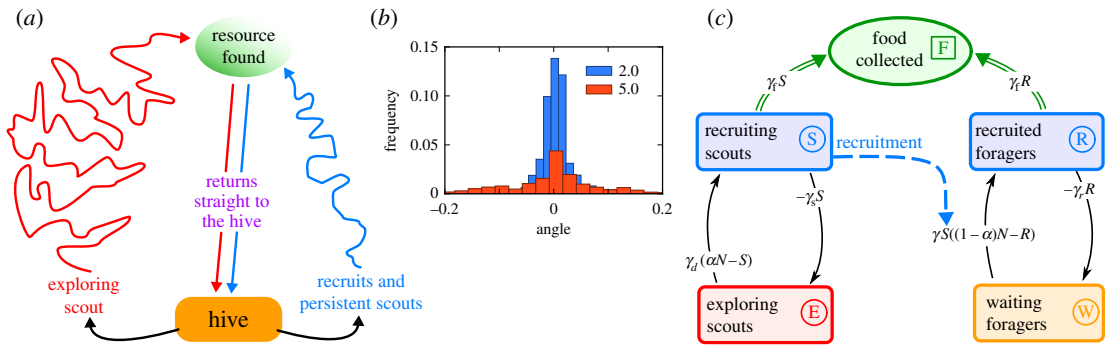 (a)
resource
found
returns
straight to
the hive
exploring
scout
recruits and
persistent scouts
hive
(b)
0.15
0.10
0.05
0
frequency
2.0
5.0
−0.2
0
0.2
angle
(c)
food
collected
F
γfS
γfR
recruiting
scouts
S
recruitment
recruited
foragers
R
−γsS
−γrR
γd(αN−S)
γS((1−α)N−R)
exploring
scouts
E
waiting
foragers
W